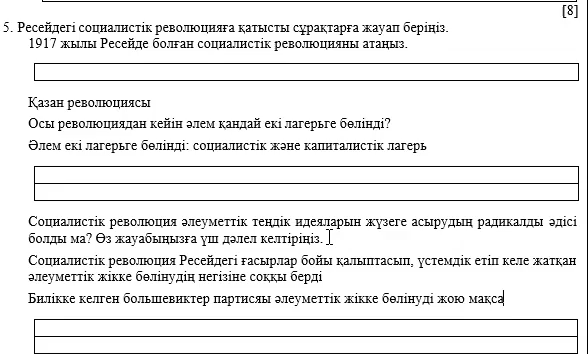 [8]
5. Ресейдегі социалистік революцияға қатысты сұрақтарға жауап беріңіз.
1917 жылы Ресейде болған социалистік революцияны атаңыз.
Қазан революциясы
Осы революциядан кейін әлем қандай екі лагерьге бөлінді?
Әлем екі лагерьге бөлінді: социалистік және капиталистік лагерь
Социалистік революция әлеуметтік теңдік идеяларын жүзеге асырудың радикалды әдісі
болды ма? Өз жауабыңызға үш дәлел келтіріңіз.
Социалистік революция Ресейдегі ғасырлар бойы қалыптасып, үстемдік етіп келе жатқан
әлеуметтік жікке бөлінудің негізіне соққы берді
Билікке келген большевиктер партисяы әлеуметтік жікке бөлінуді жою мақса